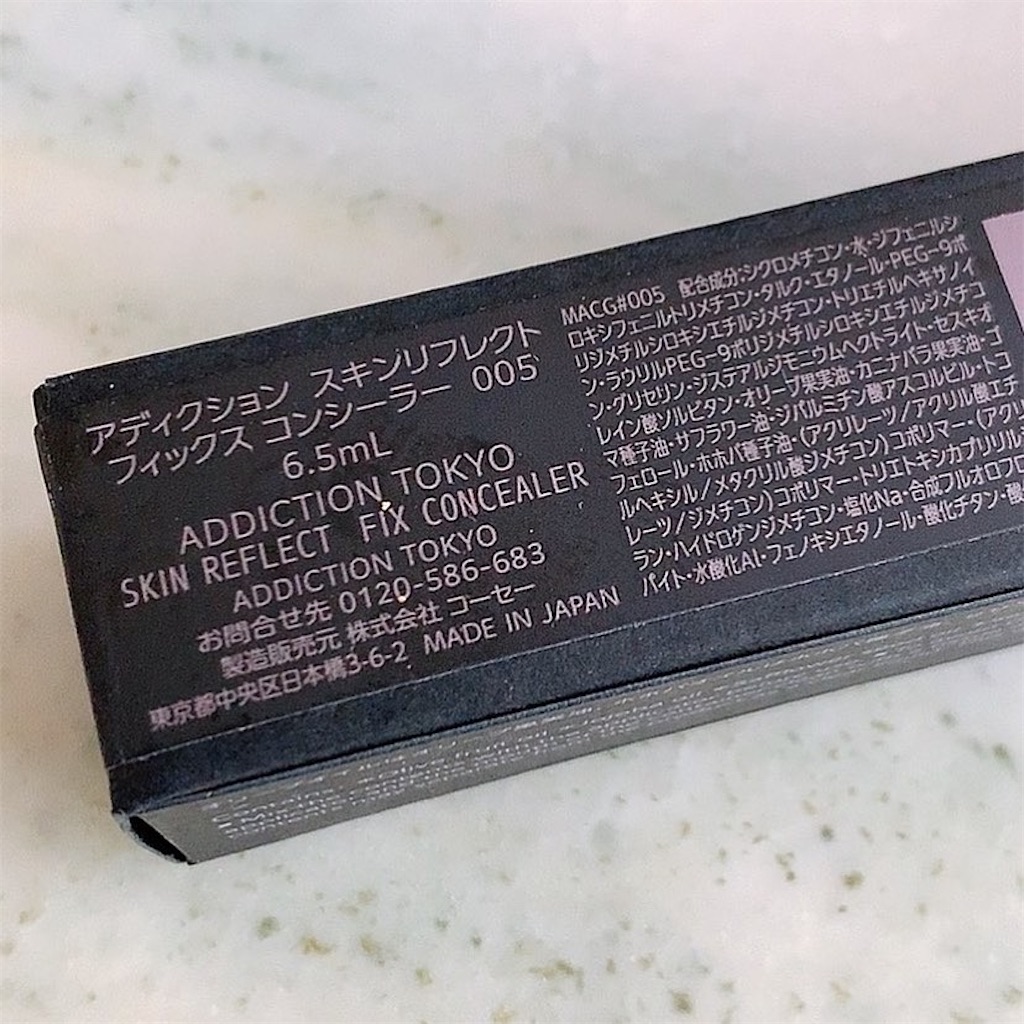 アディクション スキンリフレクト
フィックス コンシーラー 005
6.5mL
ADDICTION TOKYO
SKIN REFLECT FIX CONCEALER
ADDICTION TOKYO
お問合せ先 0120-586-683
製造販売元 株式会社 コーセー
東京都中央区日本橋3-6-2 MADE IN JAPAN
MACG#005 配合成分:シクロメチコン・水・ジフェニルシ
ロキシフェニルトリメチコン・タルク・エタノール・PEG-9ポ
リジメチルシロキシエチルジメチコン・トリエチルヘキサノイ
ン・ラウリルPEG-9ポリジメチルシロキシエチルジメチコ
ン・グリセリン・ジステアルジモニウムヘクトライト・セスキオ
レイン酸ソルビタン・オリーブ果実油・カニナバラ果実油・ゴ
マ種子油・サフラワー油・ジパルミチン酸アスコルビル・トコ
フェロール・ホホバ種子油・(アクリレーツ/アクリル酸エチ
ルヘキシル/メタクリル酸ジメチコン)コポリマー・(アクリ
レーツ/ジメチコン)コポリマー・トリエトキシカプリリルシ
ラン・ハイドロゲンジメチコン・塩化Na・合成フルオロフロ
パイト・水酸化Al・フェノキシエタノール・酸化チタン・酸